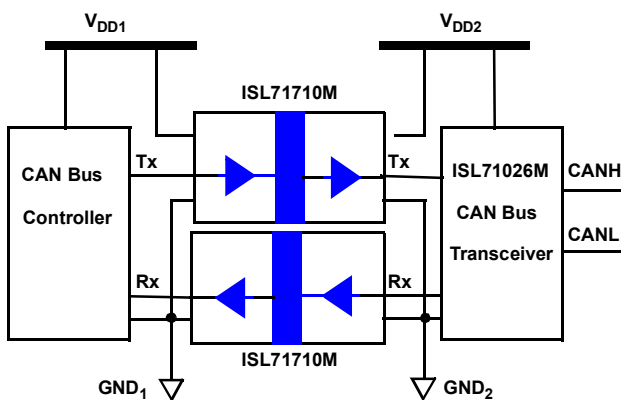 VDD1
VDD2
ISL71710M
CAN Bus
Controller
Tx
Tx
ISL71026M
CAN Bus
Transceiver
CANH
CANL
Rx
Rx
ISL71710M
GND1
GND2